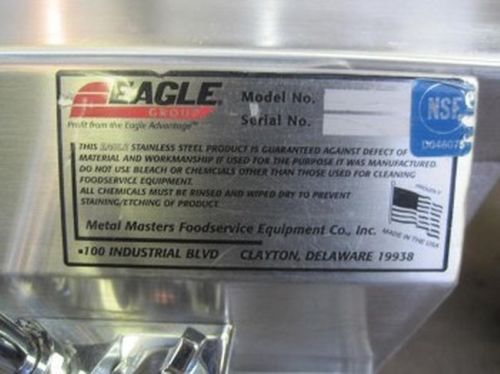 EAGLE
GROUP
Profit from the Eagle Advantage™
Model No.
Serial No.
NSF
THIS EAGLE STAINLESS STEEL PRODUCT IS GUARANTEED AGAINST DEFECT OF
MATERIAL AND WORKMANSHIP IF USED FOR THE PURPOSE IT WAS MANUFACTURED.
DO NOT USE BLEACH OR CHEMICIALS OTHER THAN THOSE USED FOR CLEANING
FOODSERVICE EQUIPMENT.
ALL CHEMICALS MUST BE RINSED AND WIPED DRY TO PREVENT
STAINING/ETCHING OF PRODUCT.
PROUDLY
MADE IN THE USA
Metal Masters Foodservice Equipment Co., Inc.
•100 INDUSTRIAL BLVD CLAYTON, DELAWARE 19938